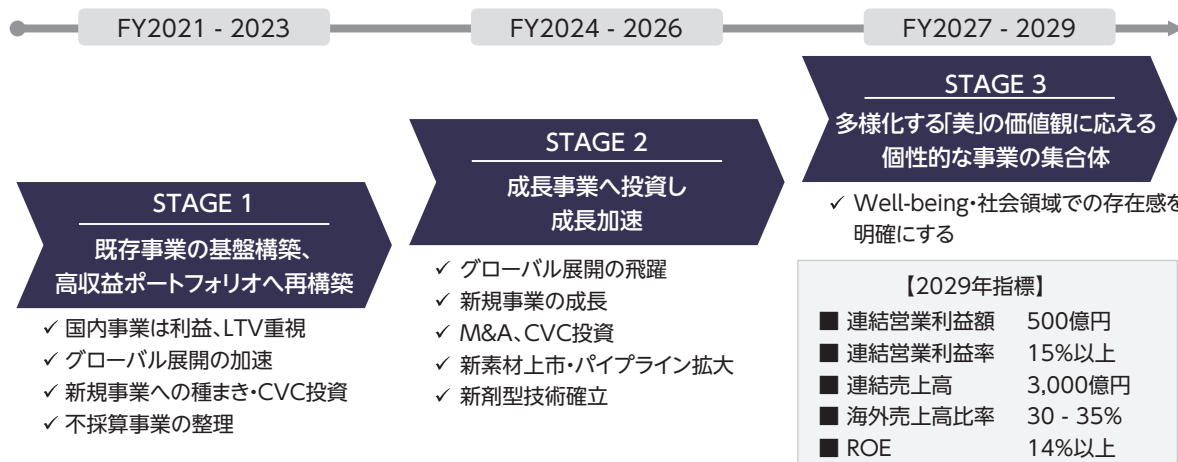 FY2021 - 2023
FY2024 - 2026
FY2027 - 2029
STAGE 1
既存事業の基盤構築、
高収益ポートフォリオへ再構築
✓ 国内事業は利益、LTV重視
✓ グローバル展開の加速
✓ 新規事業への種まき・CVC投資
✓ 不採算事業の整理
STAGE 2
成長事業へ投資し
成長加速
✓ グローバル展開の飛躍
✓ 新規事業の成長
✓ M&A、CVC投資
✓ 新素材上市・パイプライン拡大
✓ 新剤型技術確立
STAGE 3
多様化する「美」の価値観に応える
個性的な事業の集合体
✓ Well-being・社会領域での存在感を
明確にする
【2029年指標】
■ 連結営業利益額 500億円
■ 連結営業利益率 15%以上
■ 連結売上高 3,000億円
■ 海外売上高比率 30 - 35%
■ ROE 14%以上